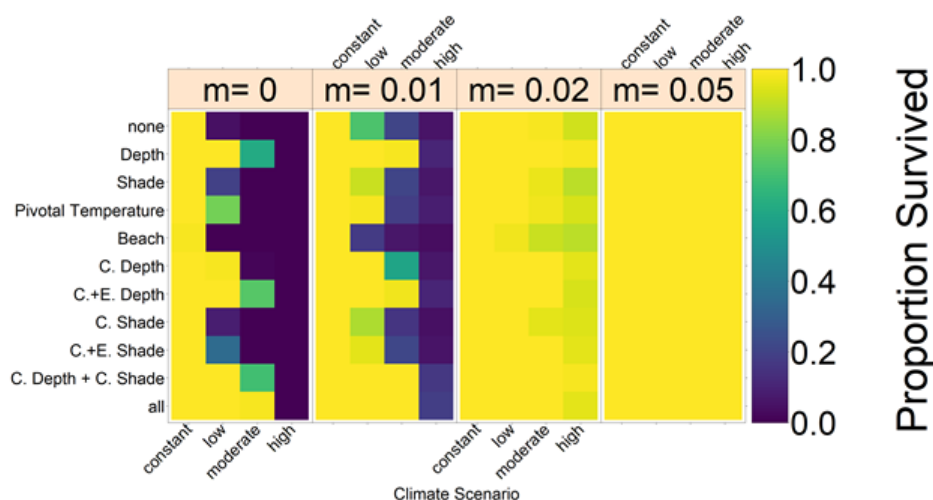 constant
low
moderate
high
constant
low
moderate
high
m= 0
m= 0.01
m= 0.02
m= 0.05
none
Depth
Shade
Pivotal Temperature
Beach
C. Depth
C.+E. Depth
C. Shade
C.+E. Shade
C. Depth + C. Shade
all
constant
low
moderate
high
constant
low
moderate
high
Climate Scenario
1.0
0.8
0.6
0.4
0.2
0.0
Proportion Survived